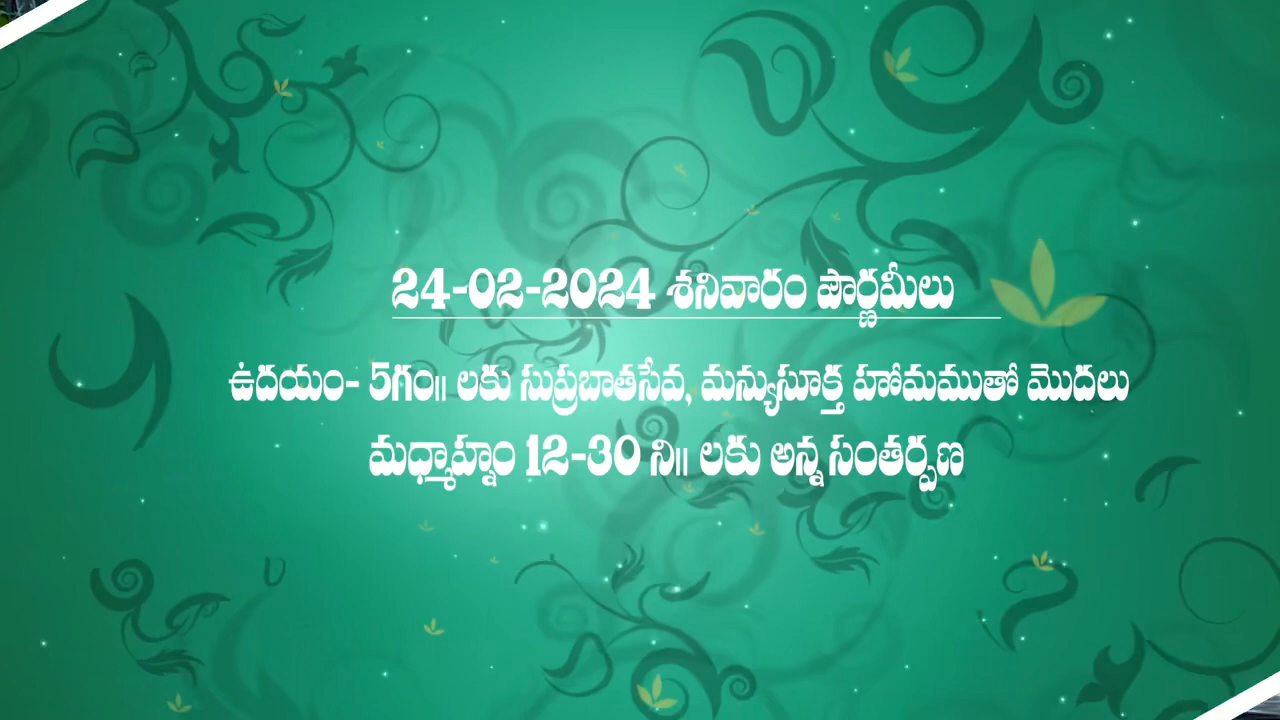 24-02-2024 శనివారం పౌర్ణమీలు
ఉదయం- 5గం॥ లకు సుప్రబాతసేవ, మన్యుసూక్త హోమముతో మొదలు
మధ్మాహ్నం 12-30 ని॥ లకు అన్న సంతర్పణ